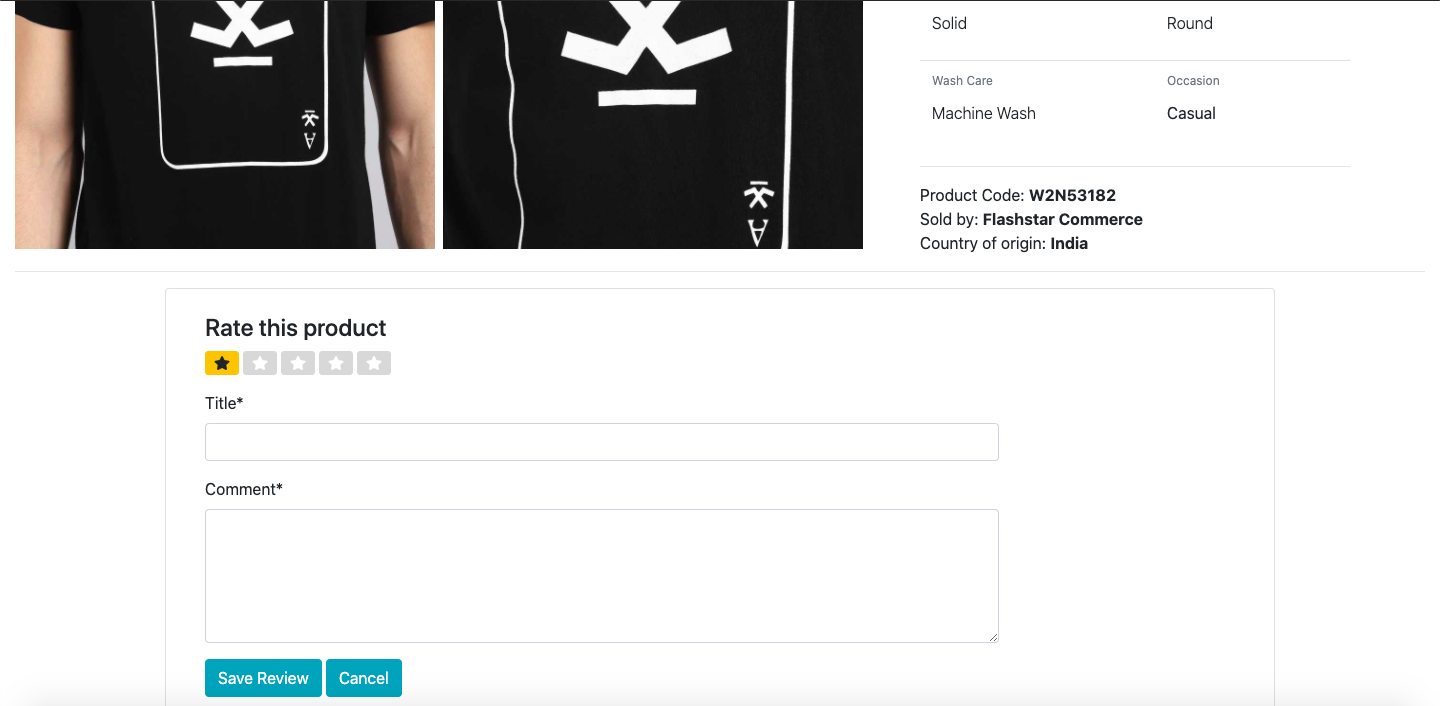 Solid
Round
Wash Care
Occasion
Machine Wash
Casual
Product Code: W2N53182
Sold by: Flashstar Commerce
Country of origin: India
Rate this product
Title*
Comment*
Save Review
Cancel